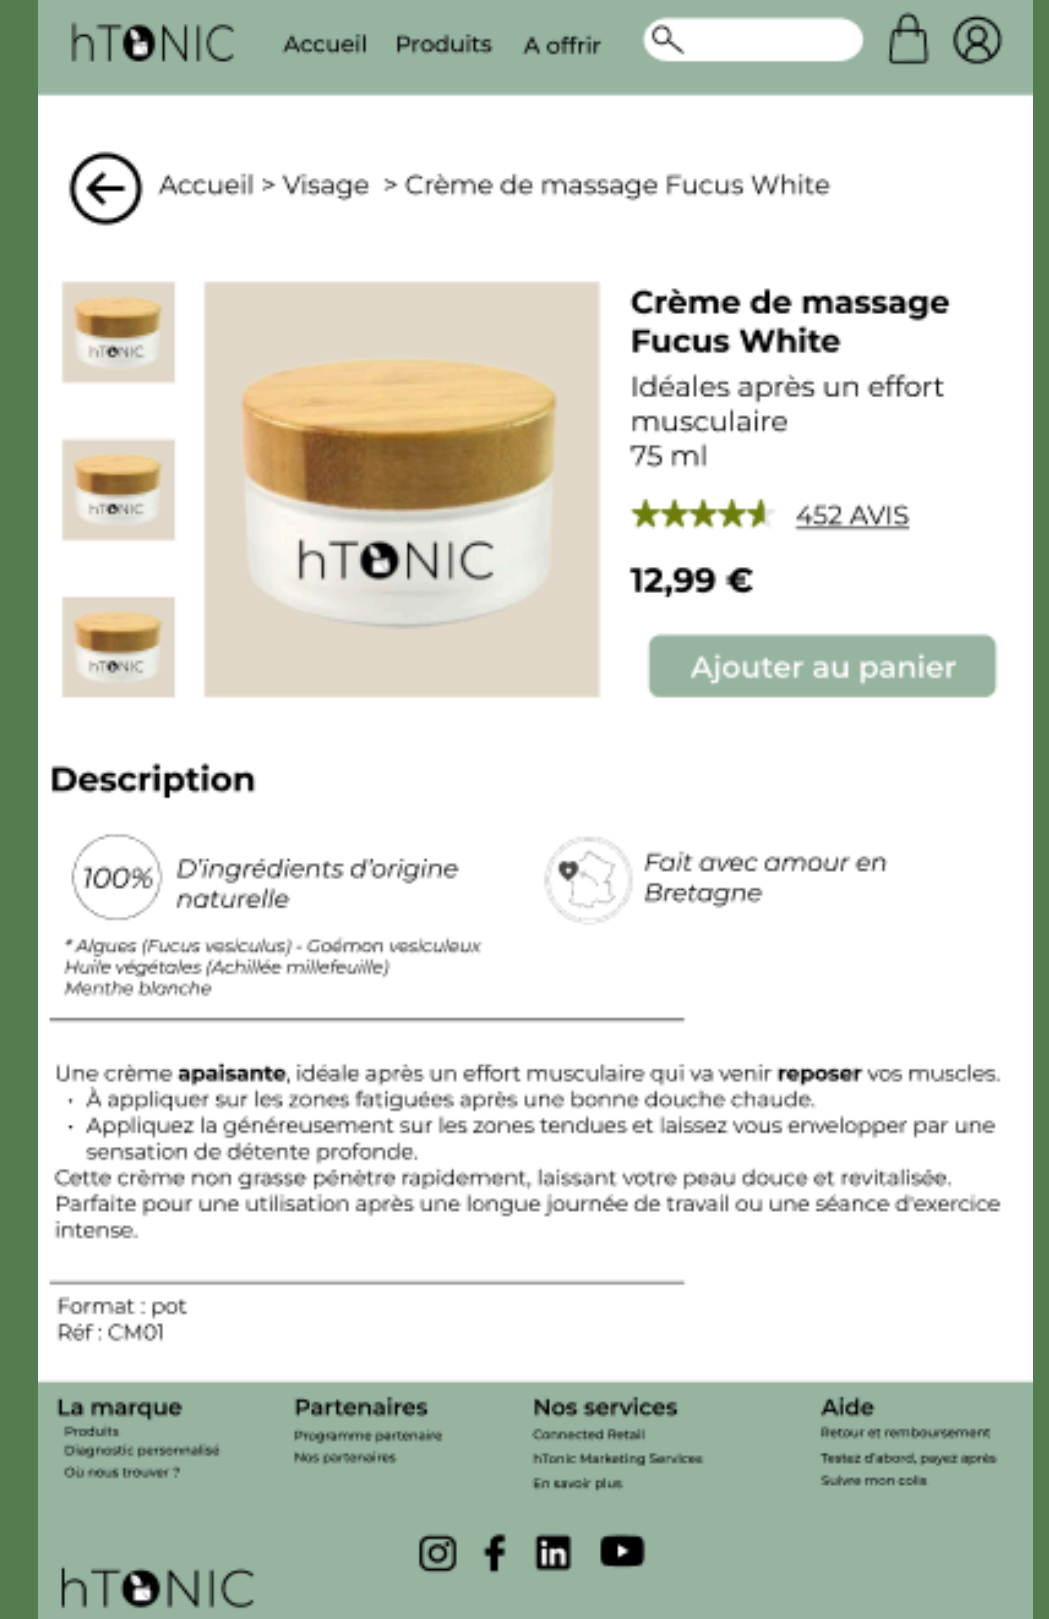 hTONIC
Accueil Produits A offrir
Accueil > Visage > Crème de massage Fucus White
hTONIC
hTONIC
hTONIC
hTONIC
Crème de massage
Fucus White
Idéales après un effort
musculaire
75 ml
452 AVIS
12,99 €
Ajouter au panier
Description
100%
D'ingrédients d'origine
naturelle
Fait avec amour en
Bretagne
* Algues (Fucus vesiculus) - Goémon vesiculeux
Huile végétales (Achillée millefeuille)
Menthe blanche
Une crème apaisante, idéale après un effort musculaire qui va venir reposer vos muscles.
• À appliquer sur les zones fatiguées après une bonne douche chaude.
• Appliquez la généreusement sur les zones tendues et laissez vous envelopper par une
sensation de détente profonde.
Cette crème non grasse pénètre rapidement, laissant votre peau douce et revitalisée.
Parfaite pour une utilisation après une longue journée de travail ou une séance d'exercice
intense.
Format : pot
Réf : CM01
La marque
Produits
Diagnostic personnalisé
Où nous trouver ?
Partenaires
Programme partenaire
Nos partenaires
Nos services
Connected Retail
hTonic Marketing Services
En savoir plus
Aide
Retour et remboursement
Testez d'abord, payez après
Suivre mon colis
hTONIC